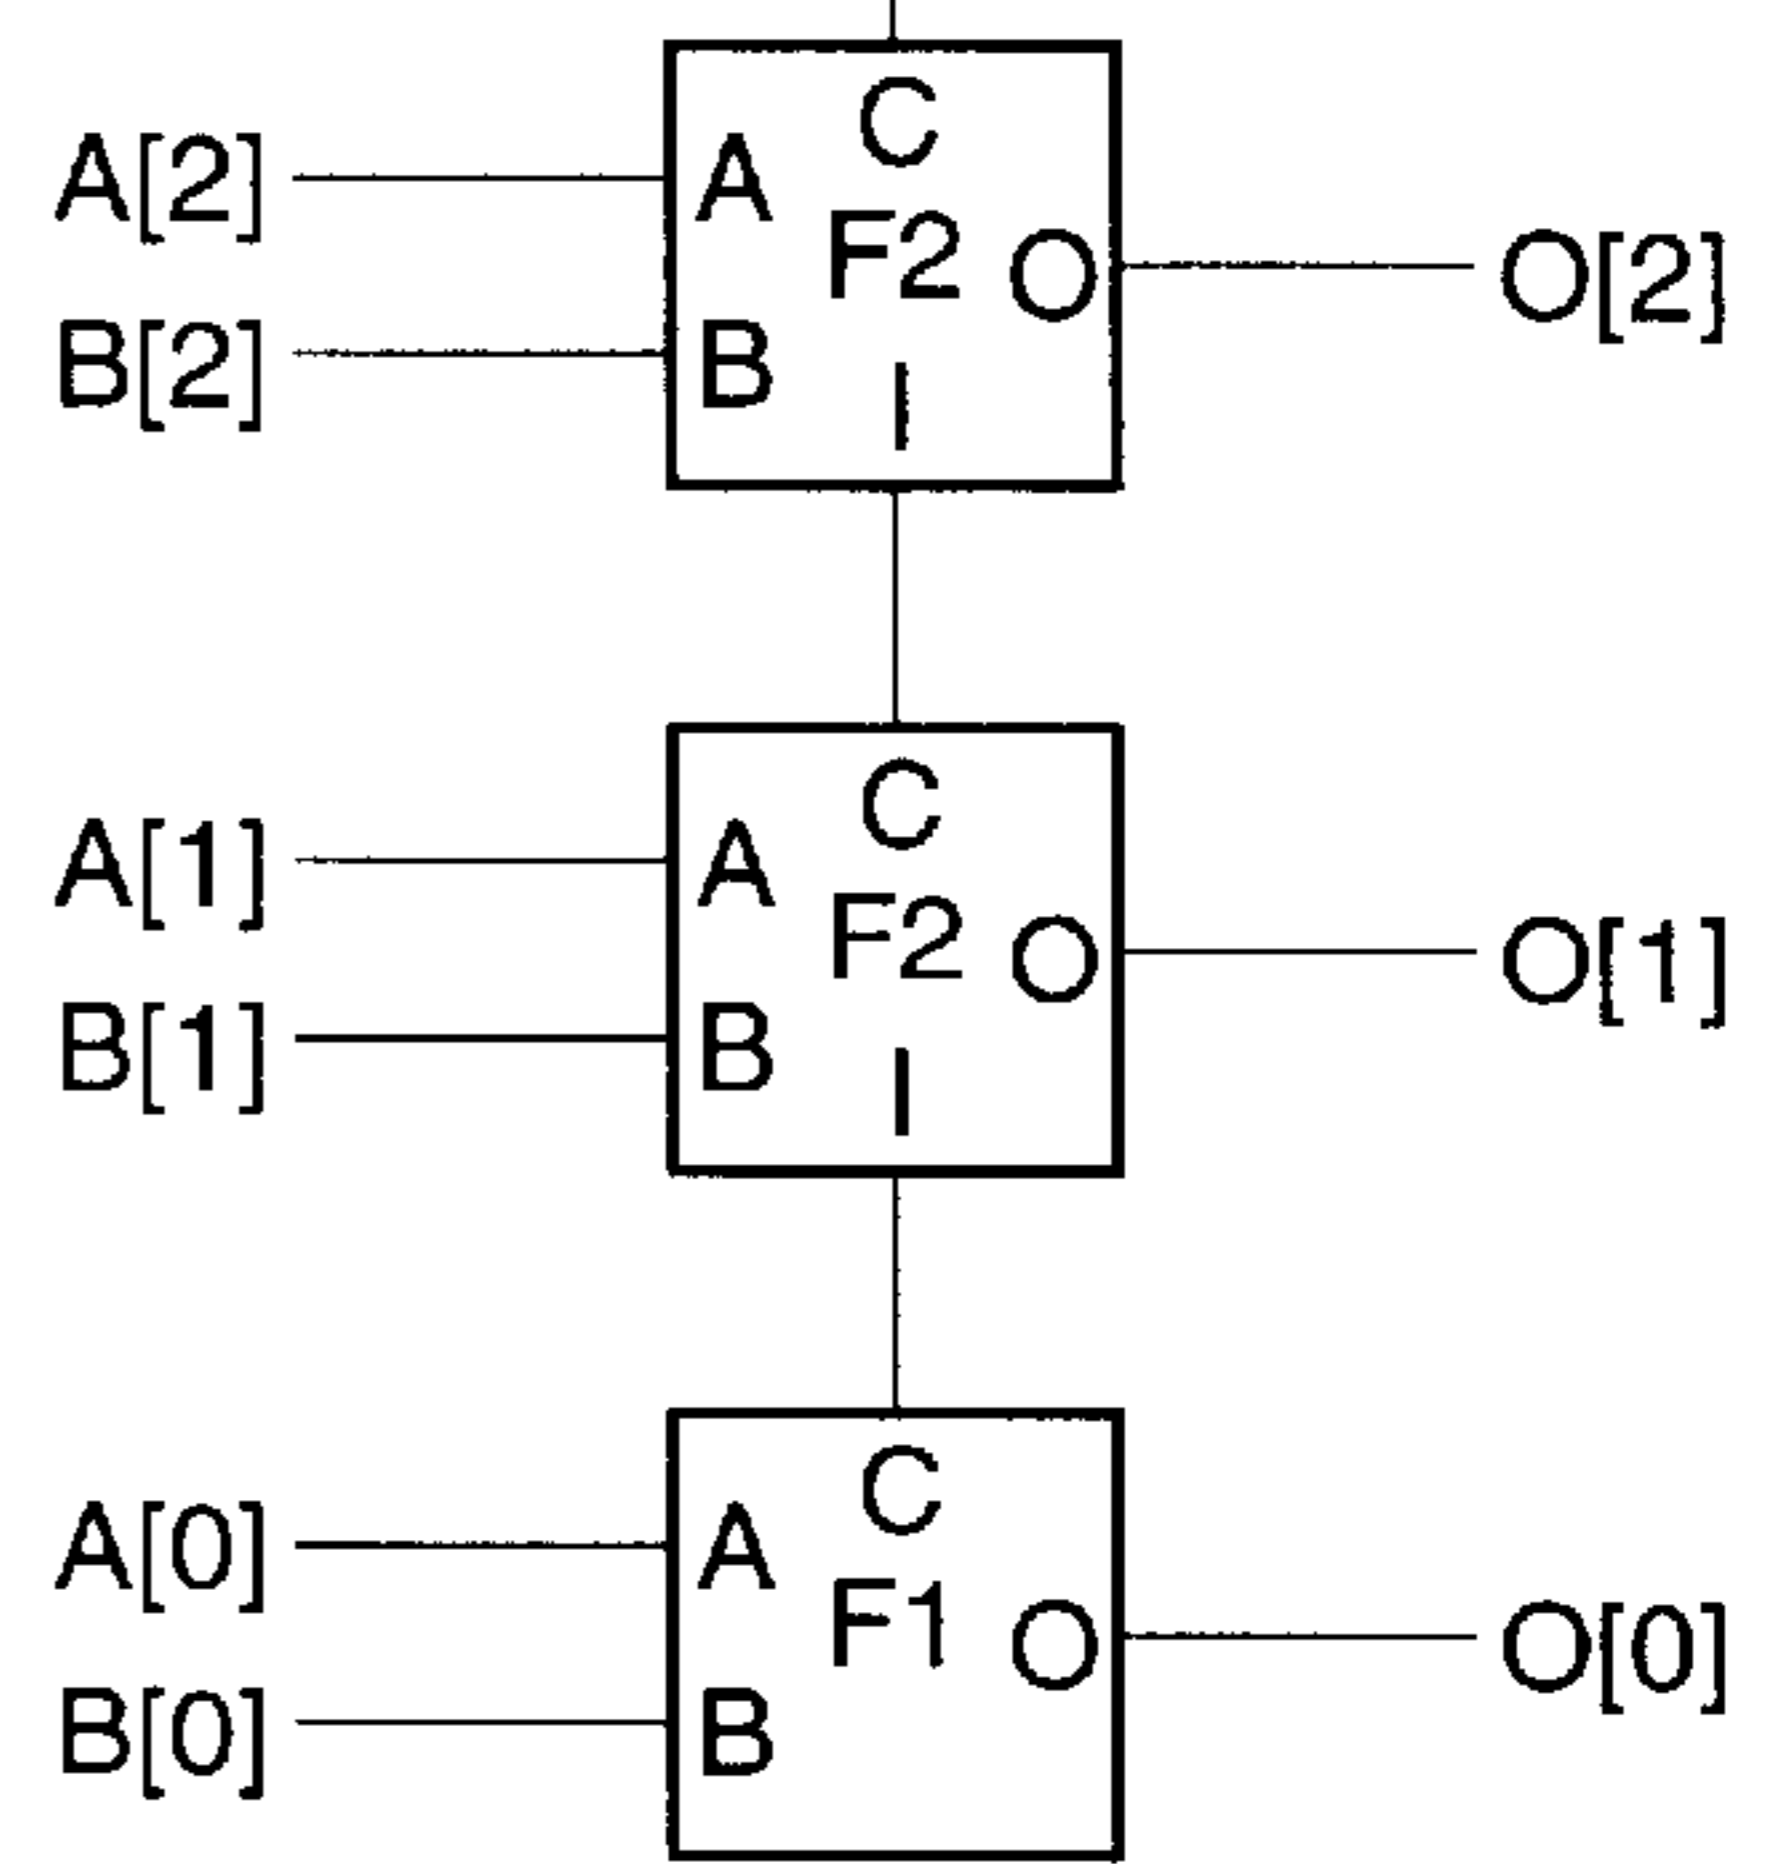 C
A[2] A F2 O O[2]
B[2] B
I
C
A[1] A F2 O O[1]
B[1] B
I
C
A[0] A F1 O O[0]
B[0] B